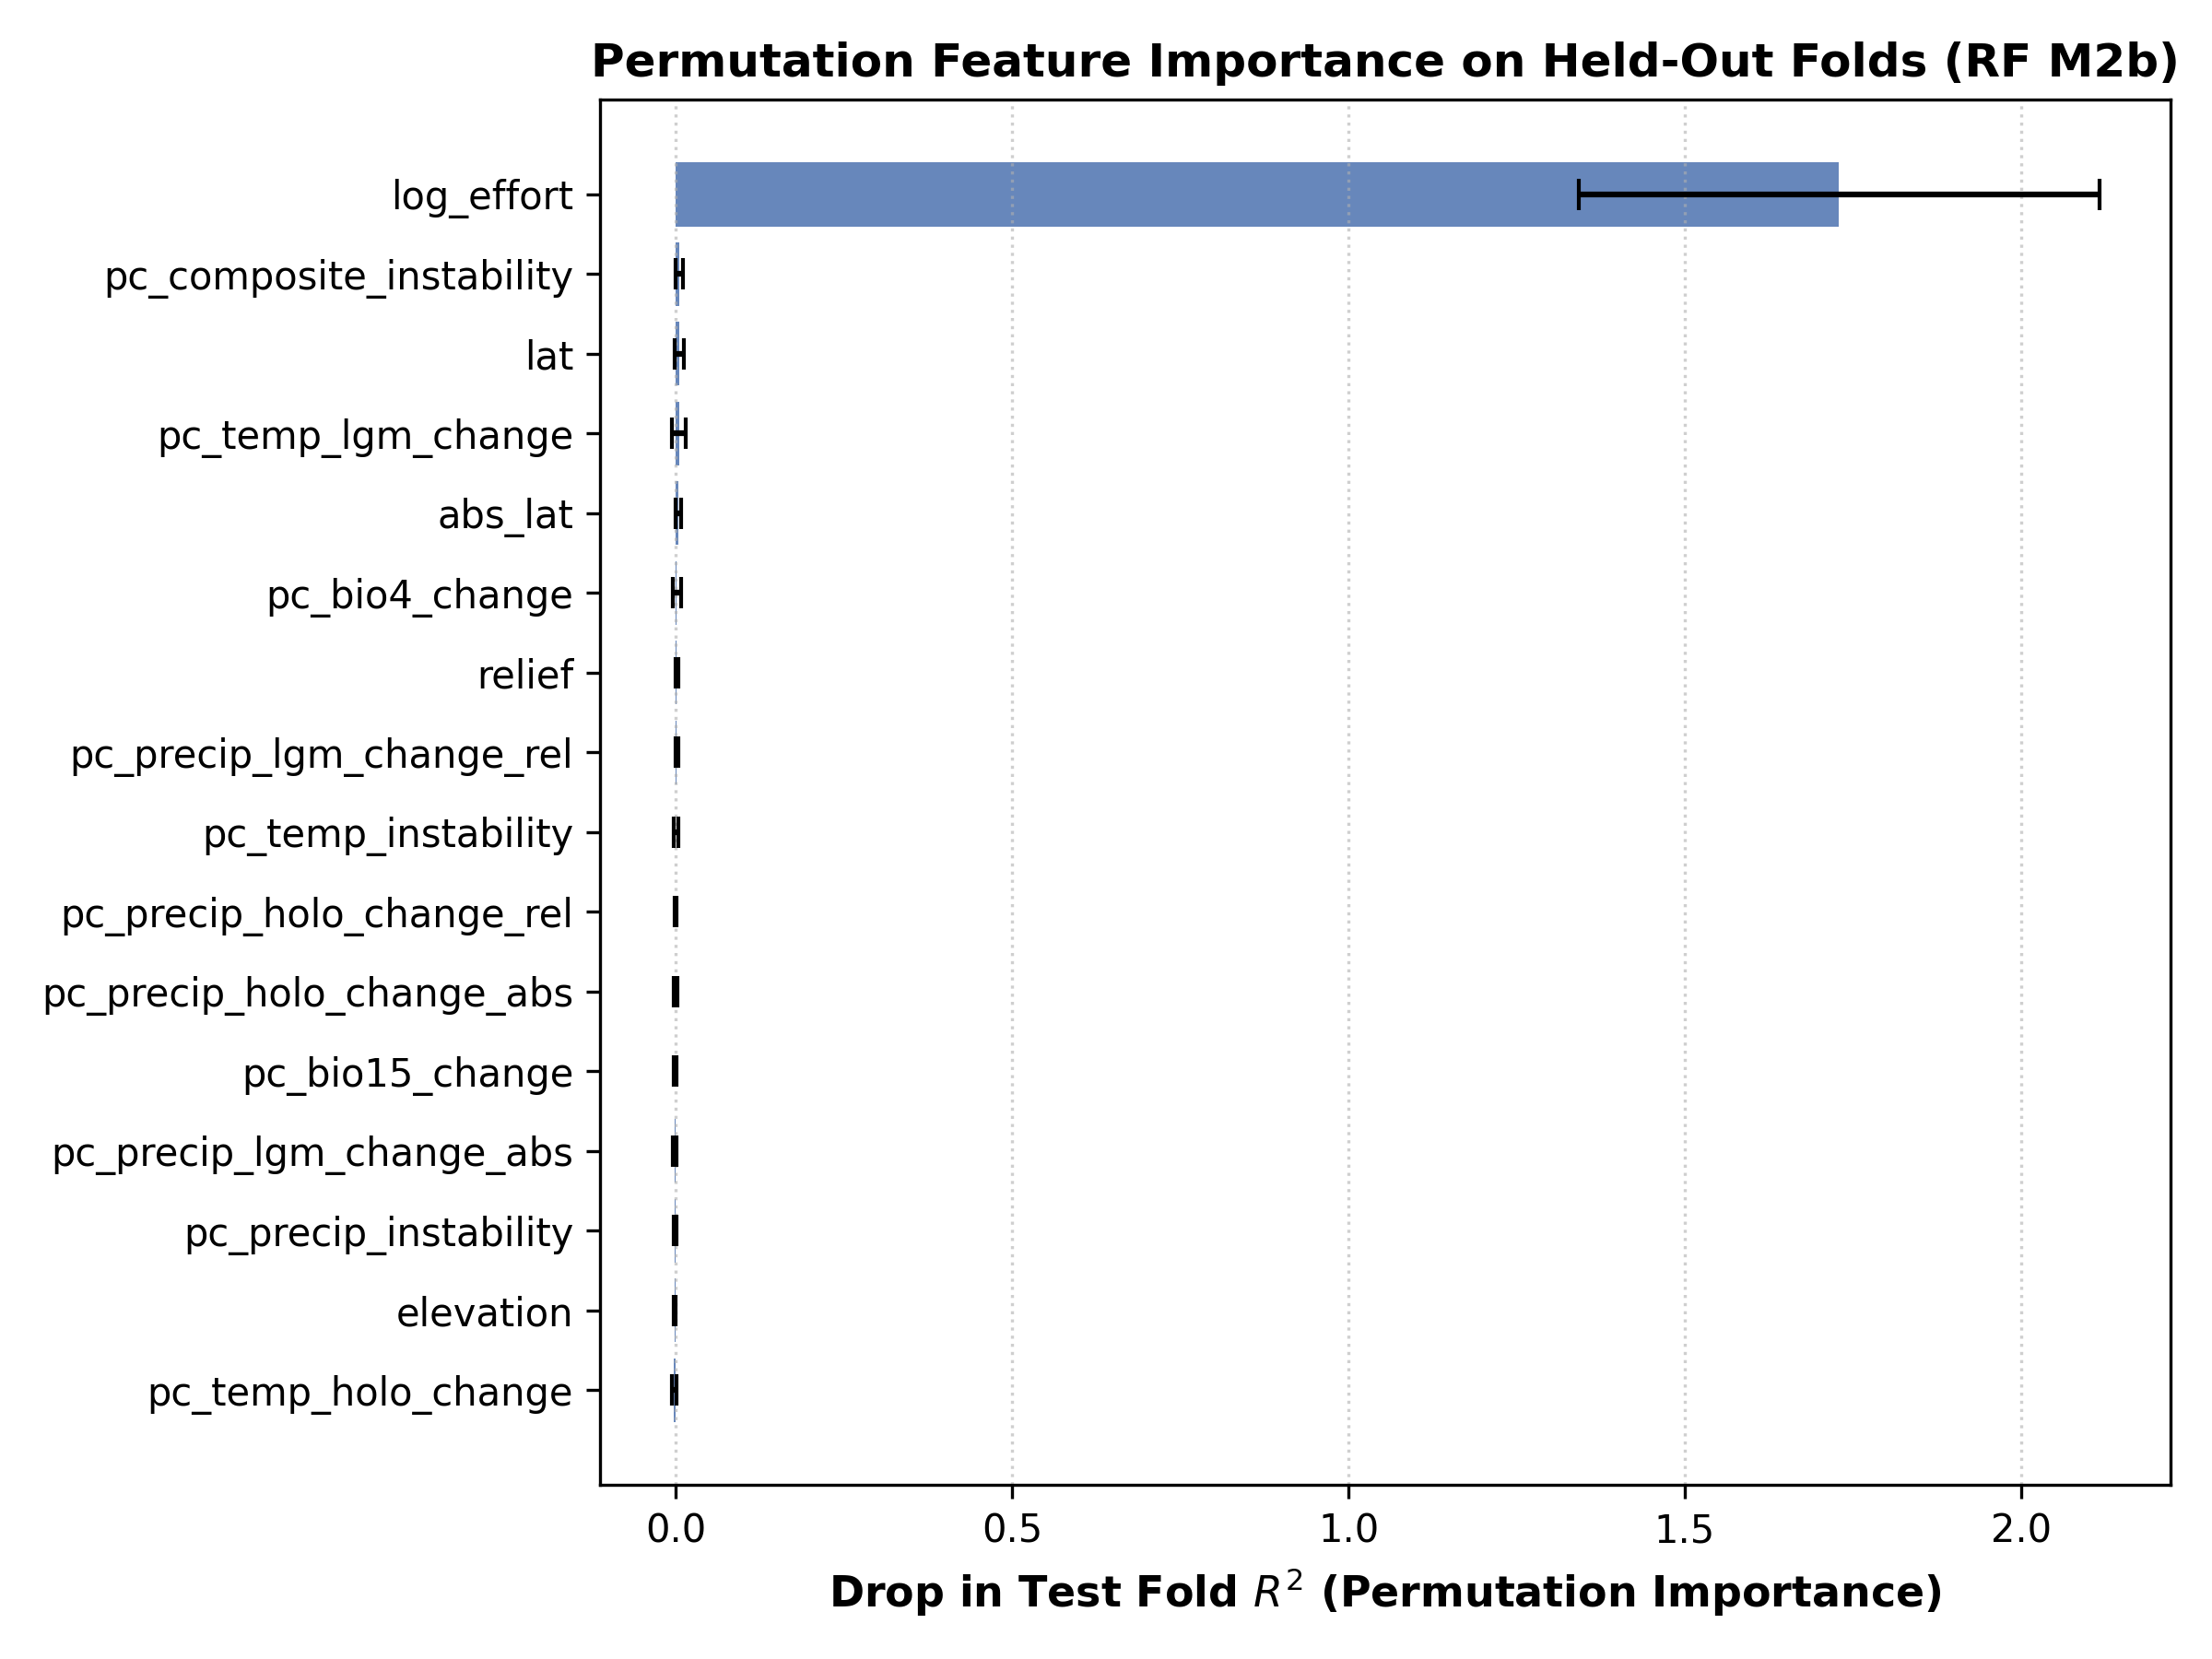 Permutation Feature Importance on Held-Out Folds (RF M2b)
log_effort
pc_composite_instability
lat
pc_temp_lgm_change
abs_lat
pc_bio4_change
relief
pc_precip_lgm_change_rel
pc_temp_instability
pc_precip_holo_change_rel
pc_precip_holo_change_abs
pc_bio15_change
pc_precip_lgm_change_abs
pc_precip_instability
elevation
pc_temp_holo_change
0.0 0.5 1.0 1.5 2.0
Drop in Test Fold R² (Permutation Importance)